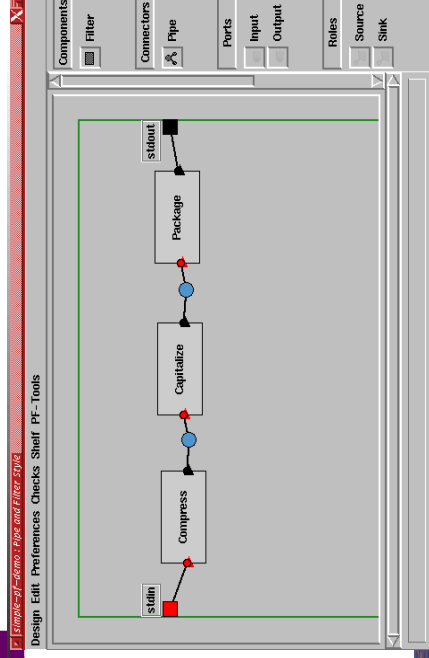 simple-pf-demo : Pipe and Filter Style
Design Edit Preferences Checks Shelf PF-Tools
stdin
Compress
Capitalize
Package
stdout
Components
Filter
Connectors
Pipe
Ports
Input
Output
Roles
Source
Sink